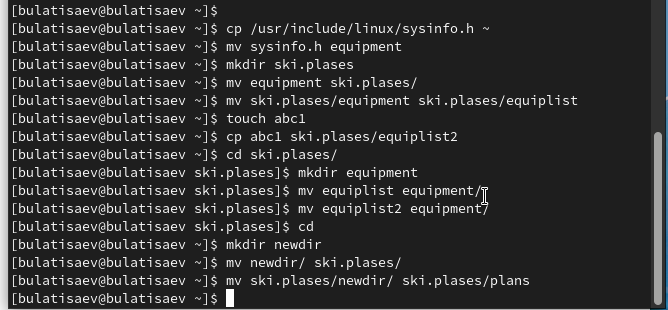 [bulatisaev@bulatisaev ~]$
[bulatisaev@bulatisaev ~]$ cp /usr/include/linux/sysinfo.h ~
[bulatisaev@bulatisaev ~]$ mv sysinfo.h equipment
[bulatisaev@bulatisaev ~]$ mkdir ski.plases
[bulatisaev@bulatisaev ~]$ mv equipment ski.plases/
[bulatisaev@bulatisaev ~]$ mv ski.plases/equipment ski.plases/equiplist
[bulatisaev@bulatisaev ~]$ touch abc1
[bulatisaev@bulatisaev ~]$ cp abc1 ski.plases/equiplist2
[bulatisaev@bulatisaev ~]$ cd ski.plases/
[bulatisaev@bulatisaev ski.plases]$ mkdir equipment
[bulatisaev@bulatisaev ski.plases]$ mv equiplist equipment/
[bulatisaev@bulatisaev ski.plases]$ mv equiplist2 equipment/
[bulatisaev@bulatisaev ski.plases]$ cd
[bulatisaev@bulatisaev ~]$ mkdir newdir
[bulatisaev@bulatisaev ~]$ mv newdir/ ski.plases/
[bulatisaev@bulatisaev ~]$ mv ski.plases/newdir/ ski.plases/plans
[bulatisaev@bulatisaev ~]$